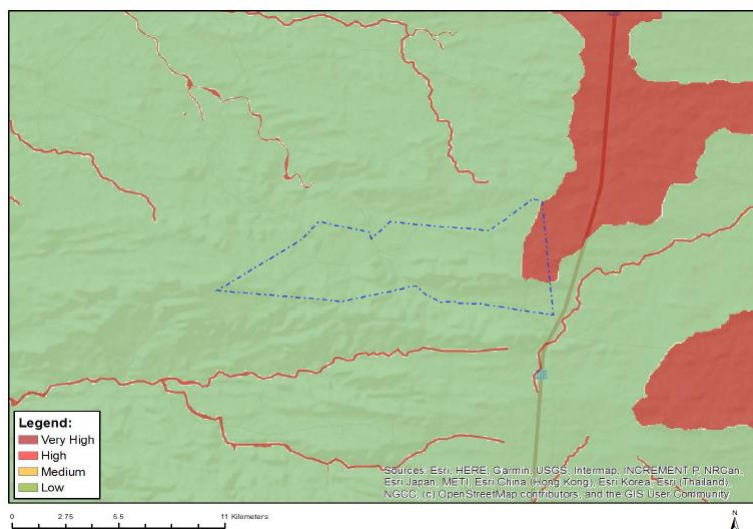 Legend:
Very High
High
Medium
Low
Sources: Esri, HERE, Garmin, USGS, Intermap, INCREMENT P, NRCan,
Esri Japan, METI, Esri China (Hong Kong), Esri Korea, Esri (Thailand),
NGCC, (c) OpenStreetMap contributors, and the GIS User Community
0 2.75 5.5 11 Kilometers
N